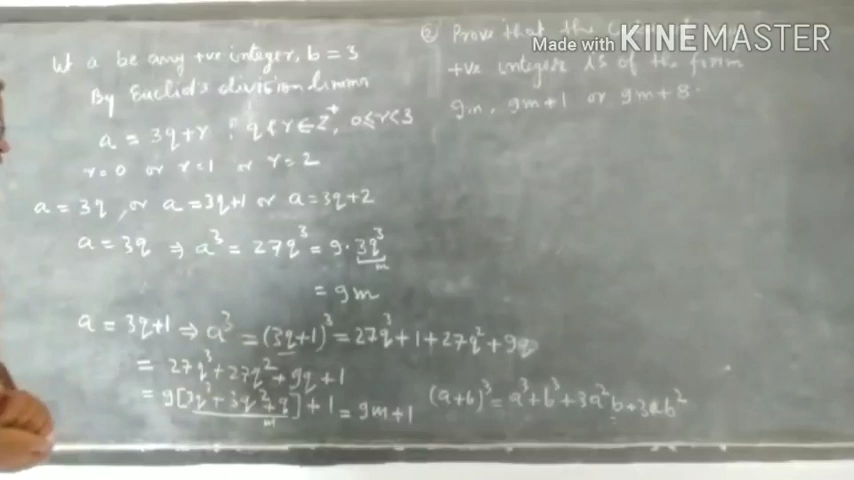 Let a be any +ve integer, b = 3
By Euclid's division lemma
a = 3q+r ; q & r ∈ Z⁺, 0≤r<3
r=0 or r=1 or r=2
a=3q, or a=3q+1 or a=3q+2
a=3q ⇒ a³ = 27q³ = 9·3q³
m
= 9m
a = 3q+1 ⇒ a³ = (3q+1)³ = 27q³+1+27q²+9q
= 27q³+27q²+9q+1
= 9[3q³+3q²+q]+1 = 9m+1
m
② Prove that the
+ve integer is of the form
9m, 9m+1 or 9m+8.
(a+b)³ = a³+b³+3a²b+3ab²
Made with KINEMASTER